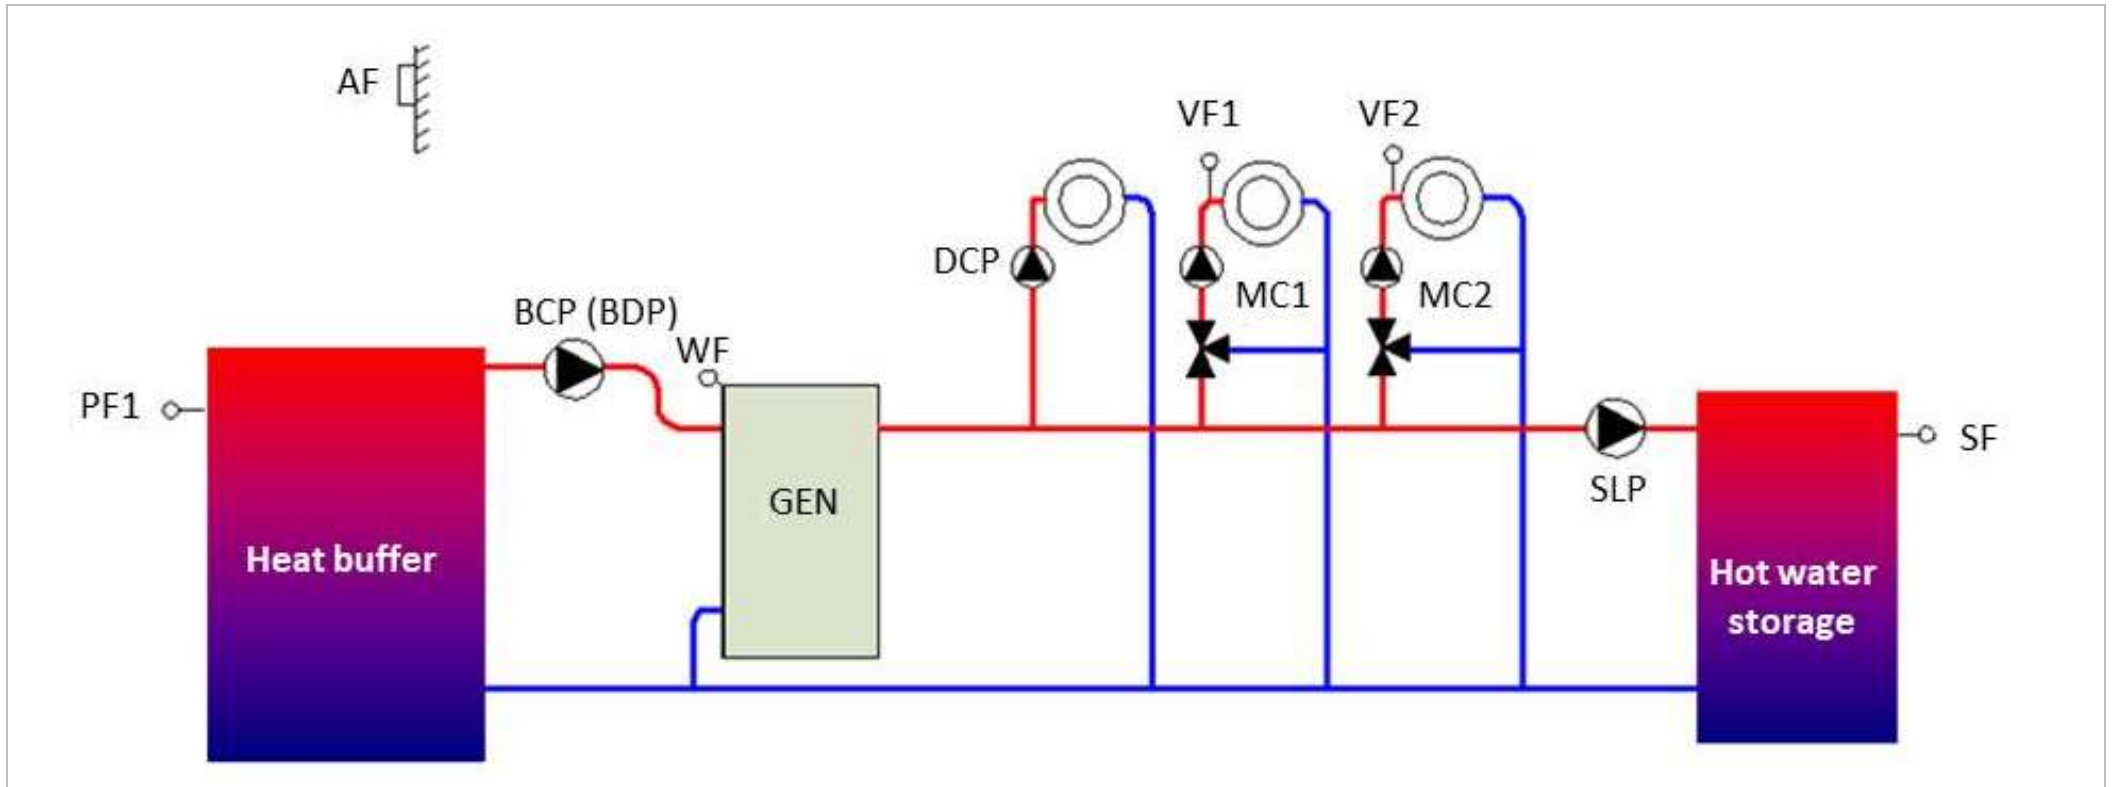 AF
VF1
VF2
DCP
MC1
MC2
BCP (BDP)
WF
PF1
GEN
SLP
SF
Heat buffer
Hot water
storage